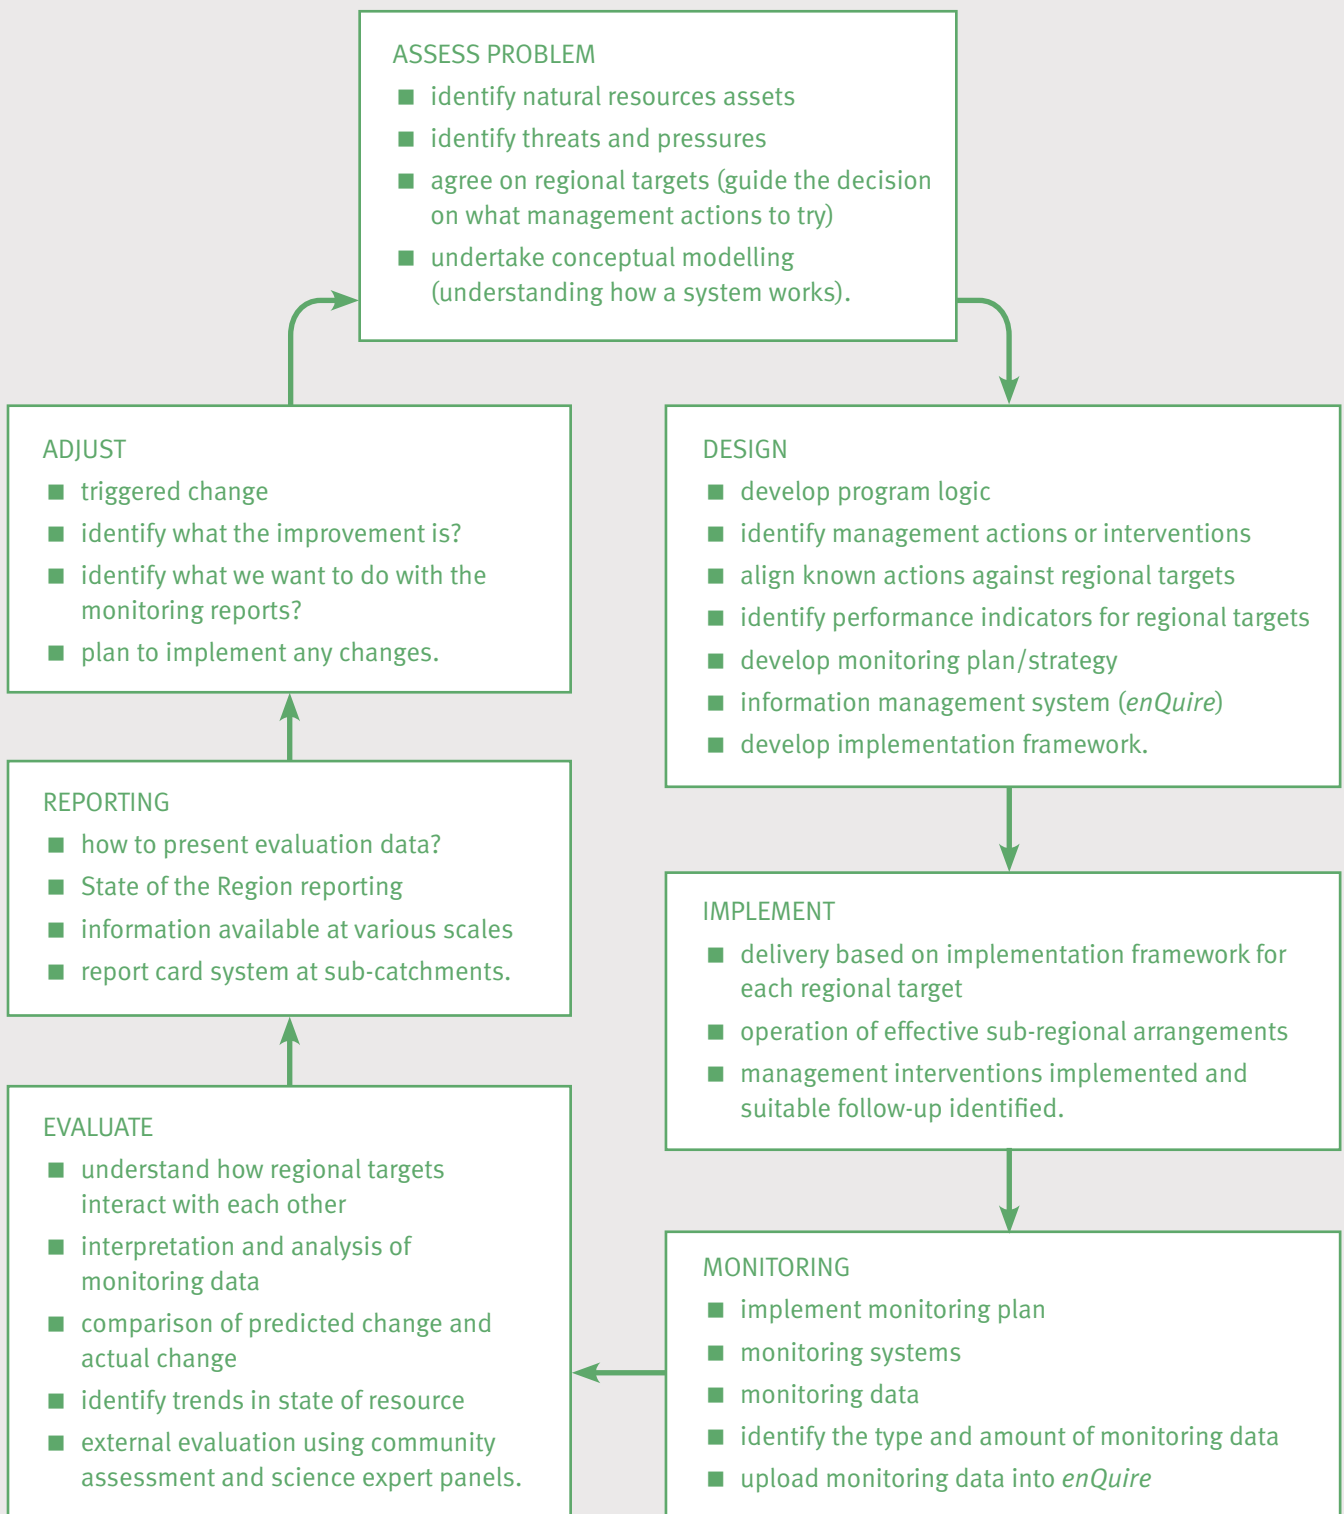 ASSESS PROBLEM
■ identify natural resources assets
■ identify threats and pressures
■ agree on regional targets (guide the decision
on what management actions to try)
■ undertake conceptual modelling
(understanding how a system works).
DESIGN
■ develop program logic
■ identify management actions or interventions
■ align known actions against regional targets
■ identify performance indicators for regional targets
■ develop monitoring plan/strategy
■ information management system (enQuire)
■ develop implementation framework.
IMPLEMENT
■ delivery based on implementation framework for
each regional target
■ operation of effective sub-regional arrangements
■ management interventions implemented and
suitable follow-up identified.
MONITORING
■ implement monitoring plan
■ monitoring systems
■ monitoring data
■ identify the type and amount of monitoring data
■ upload monitoring data into enQuire
EVALUATE
■ understand how regional targets
interact with each other
■ interpretation and analysis of
monitoring data
■ comparison of predicted change and
actual change
■ identify trends in state of resource
■ external evaluation using community
assessment and science expert panels.
REPORTING
■ how to present evaluation data?
■ State of the Region reporting
■ information available at various scales
■ report card system at sub-catchments.
ADJUST
■ triggered change
■ identify what the improvement is?
■ identify what we want to do with the
monitoring reports?
■ plan to implement any changes.